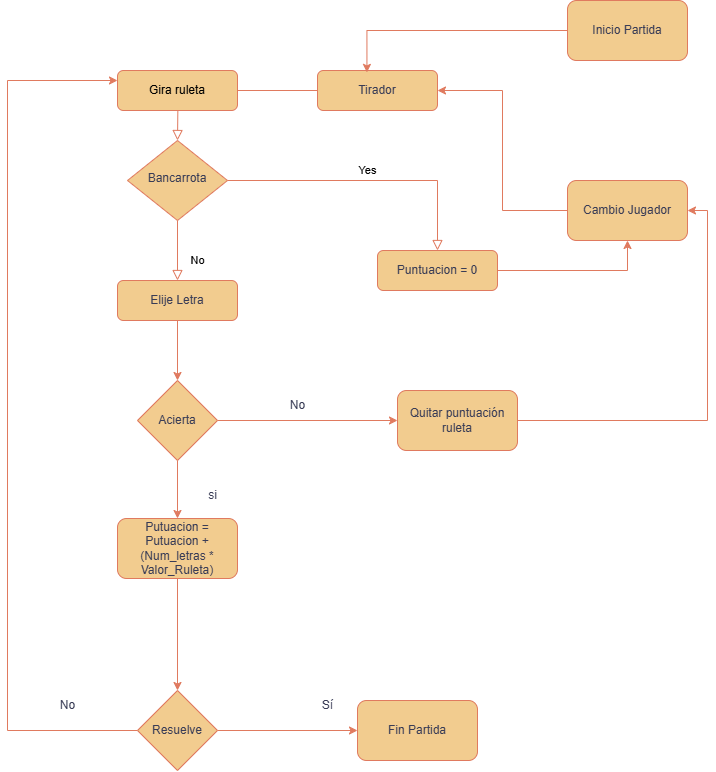 Inicio Partida
Gira ruleta
Tirador
Bancarrota
Yes
Cambio Jugador
No
Puntuacion = 0
Elije Letra
Acierta
No
Quitar puntuación
ruleta
si
Putuacion =
Putuacion +
(Num_letras *
Valor_Ruleta)
No
Resuelve
Sí
Fin Partida